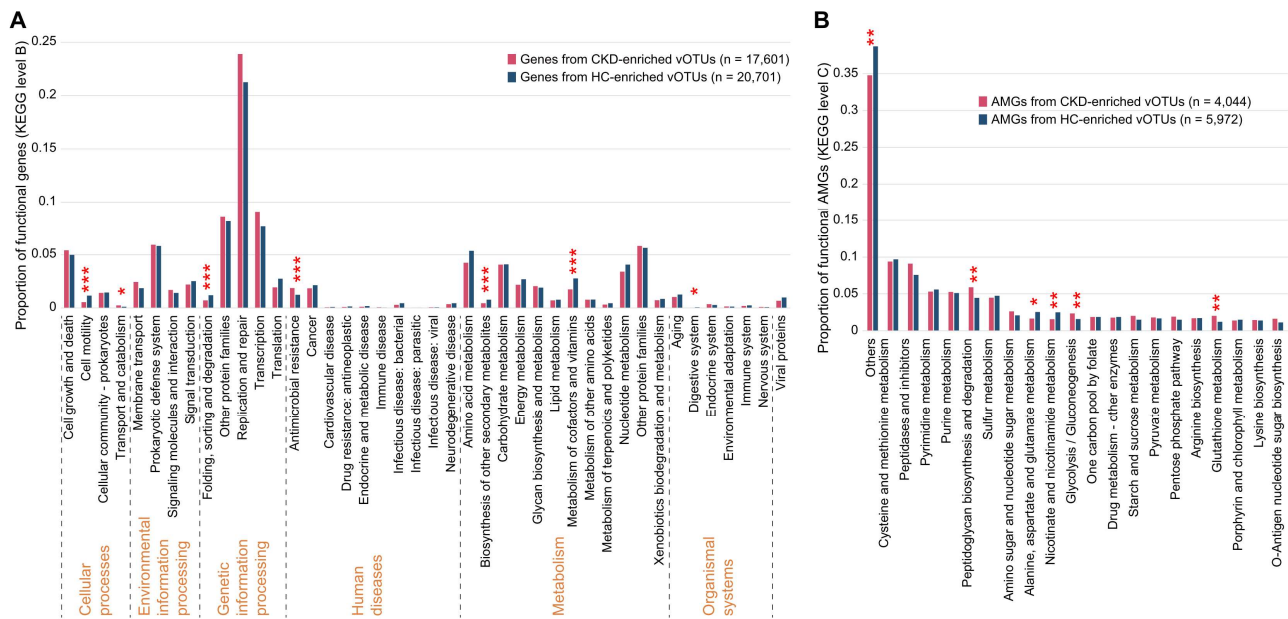 A
Proportion of functional genes (KEGG level B)
0.25
0.2
0.15
0.1
0.05
0
Genes from CKD-enriched vOTUs (n = 17,601)
Genes from HC-enriched vOTUs (n = 20,701)
***
*
***
***
***
***
*
Cell growth and death
Cell motility
Cellular community - prokaryotes
Transport and catabolism
Membrane transport
Prokaryotic defense system
Signaling molecules and interaction
Signal transduction
Folding, sorting and degradation
Other protein families
Replication and repair
Transcription
Translation
Antimicrobial resistance
Cancer
Cardiovascular disease
Drug resistance: antineoplastic
Endocrine and metabolic disease
Immune disease
Infectious disease: bacterial
Infectious disease: parasitic
Infectious disease: viral
Neurodegenerative disease
Amino acid metabolism
Biosynthesis of other secondary metabolites
Carbohydrate metabolism
Energy metabolism
Glycan biosynthesis and metabolism
Lipid metabolism
Metabolism of cofactors and vitamins
Metabolism of other amino acids
Metabolism of terpenoids and polyketides
Nucleotide metabolism
Other protein families
Xenobiotics biodegradation and metabolism
Aging
Digestive system
Endocrine system
Environmental adaptation
Immune system
Nervous system
Viral proteins
Cellular
processes
Environmental
information
processing
Genetic
information
processing
Human
diseases
Metabolism
Organismal
systems
B
Proportion of functional AMGs (KEGG level C)
0.35
0.3
0.25
0.2
0.15
0.1
0.05
0
AMGs from CKD-enriched vOTUs (n = 4,044)
AMGs from HC-enriched vOTUs (n = 5,972)
**
**
*
**
**
**
Others
Cysteine and methionine metabolism
Peptidases and inhibitors
Pyrimidine metabolism
Purine metabolism
Peptidoglycan biosynthesis and degradation
Sulfur metabolism
Amino sugar and nucleotide sugar metabolism
Alanine, aspartate and glutamate metabolism
Nicotinate and nicotinamide metabolism
Glycolysis / Gluconeogenesis
One carbon pool by folate
Drug metabolism - other enzymes
Starch and sucrose metabolism
Pyruvate metabolism
Pentose phosphate pathway
Arginine biosynthesis
Glutathione metabolism
Porphyrin and chlorophyll metabolism
Lysine biosynthesis
O-Antigen nucleotide sugar biosynthesis